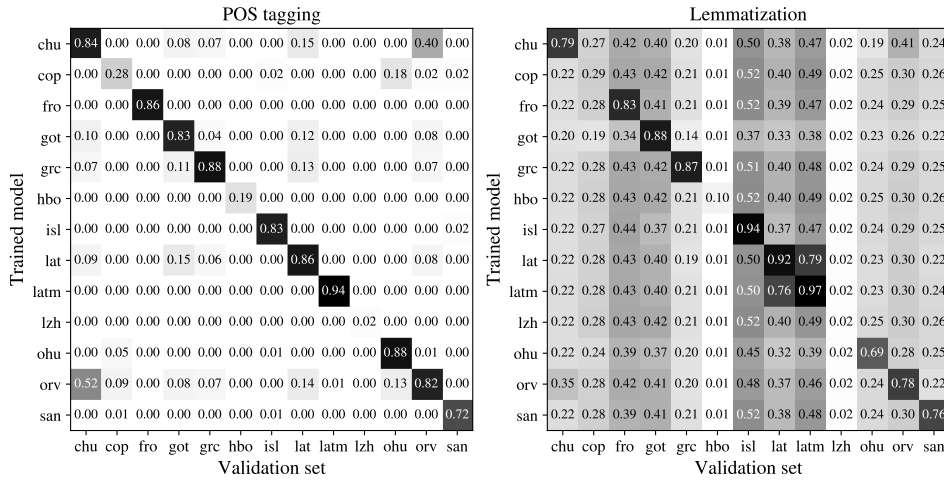 POS tagging
chu 0.84 0.00 0.00 0.08 0.07 0.00 0.00 0.15 0.00 0.00 0.00 0.40 0.00
cop 0.00 0.28 0.00 0.00 0.00 0.00 0.02 0.00 0.00 0.00 0.18 0.02 0.02
fro 0.00 0.00 0.86 0.00 0.00 0.00 0.00 0.00 0.00 0.00 0.00 0.00 0.00
got 0.10 0.00 0.00 0.83 0.04 0.00 0.00 0.12 0.00 0.00 0.00 0.08 0.00
grc 0.07 0.00 0.00 0.11 0.88 0.00 0.00 0.13 0.00 0.00 0.00 0.07 0.00
hbo 0.00 0.00 0.00 0.00 0.00 0.19 0.00 0.00 0.00 0.00 0.00 0.00 0.00
isl 0.00 0.00 0.00 0.00 0.00 0.00 0.83 0.00 0.00 0.00 0.00 0.00 0.02
lat 0.09 0.00 0.00 0.15 0.06 0.00 0.00 0.86 0.00 0.00 0.00 0.08 0.00
latm 0.00 0.00 0.00 0.00 0.00 0.00 0.00 0.00 0.94 0.00 0.00 0.00 0.00
lzh 0.00 0.00 0.00 0.00 0.00 0.00 0.00 0.00 0.00 0.02 0.00 0.00 0.00
ohu 0.00 0.05 0.00 0.00 0.00 0.00 0.01 0.00 0.00 0.00 0.88 0.01 0.00
orv 0.52 0.09 0.00 0.08 0.07 0.00 0.00 0.14 0.01 0.00 0.13 0.82 0.00
san 0.00 0.01 0.00 0.00 0.00 0.00 0.01 0.00 0.00 0.00 0.00 0.01 0.72
chu cop fro got grc hbo isl lat latm lzh ohu orv san
Validation set
Trained model
Lemmatization
chu 0.79 0.27 0.42 0.40 0.20 0.01 0.50 0.38 0.47 0.02 0.19 0.41 0.24
cop 0.22 0.29 0.43 0.42 0.21 0.01 0.52 0.40 0.49 0.02 0.25 0.30 0.26
fro 0.22 0.28 0.83 0.41 0.21 0.01 0.52 0.39 0.47 0.02 0.24 0.29 0.25
got 0.20 0.19 0.34 0.88 0.14 0.01 0.37 0.33 0.38 0.02 0.23 0.26 0.22
grc 0.22 0.28 0.43 0.42 0.87 0.01 0.51 0.40 0.48 0.02 0.24 0.29 0.25
hbo 0.22 0.28 0.42 0.42 0.21 0.10 0.52 0.40 0.49 0.02 0.25 0.30 0.26
isl 0.22 0.27 0.44 0.37 0.21 0.01 0.94 0.37 0.47 0.02 0.24 0.29 0.25
lat 0.22 0.28 0.43 0.40 0.19 0.01 0.50 0.92 0.79 0.02 0.23 0.30 0.22
latm 0.22 0.28 0.43 0.40 0.21 0.01 0.50 0.76 0.97 0.02 0.23 0.30 0.24
lzh 0.22 0.28 0.43 0.42 0.21 0.01 0.52 0.40 0.49 0.02 0.25 0.30 0.26
ohu 0.22 0.24 0.39 0.37 0.20 0.01 0.45 0.32 0.39 0.02 0.69 0.28 0.25
orv 0.35 0.28 0.42 0.41 0.20 0.01 0.48 0.37 0.46 0.02 0.24 0.78 0.22
san 0.22 0.28 0.39 0.41 0.21 0.01 0.52 0.38 0.48 0.02 0.24 0.30 0.76
chu cop fro got grc hbo isl lat latm lzh ohu orv san
Validation set
Trained model